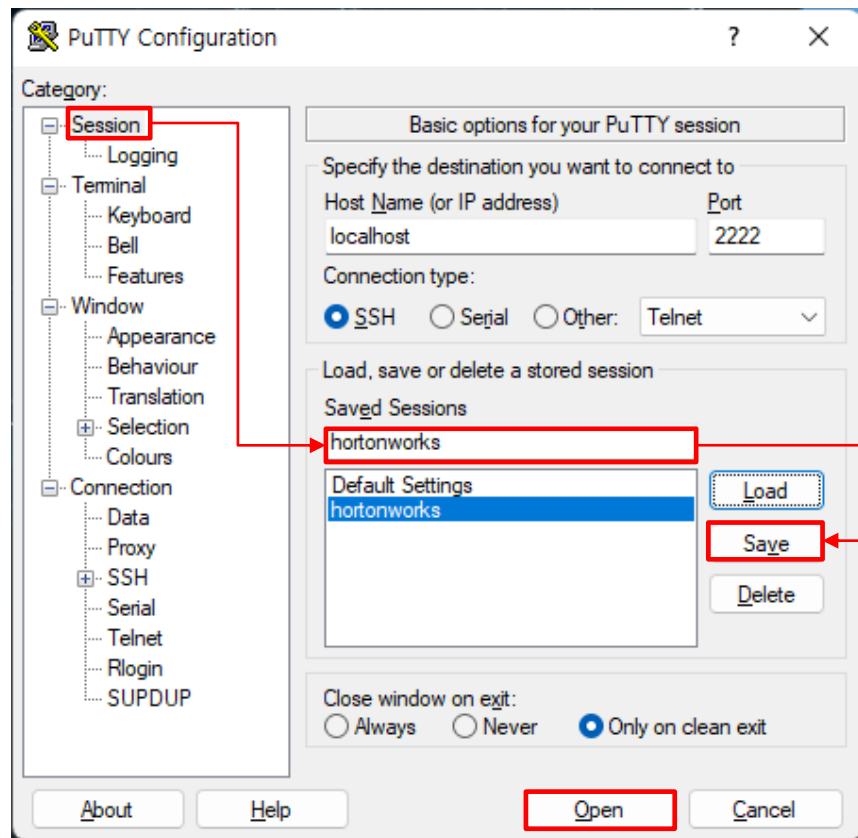 PuTTY Configuration
?
Category:
Session
Logging
Terminal
Keyboard
Bell
Features
Window
Appearance
Behaviour
Translation
Selection
Colours
Connection
Data
Proxy
SSH
Serial
Telnet
Rlogin
SUPDUP
Basic options for your PuTTY session
Specify the destination you want to connect to
Host Name (or IP address) Port
localhost 2222
Connection type:
SSH Serial Other: Telnet
Load, save or delete a stored session
Saved Sessions
hortonworks
Default Settings
hortonworks
Load
Save
Delete
Close window on exit:
Always Never Only on clean exit
About Help Open Cancel